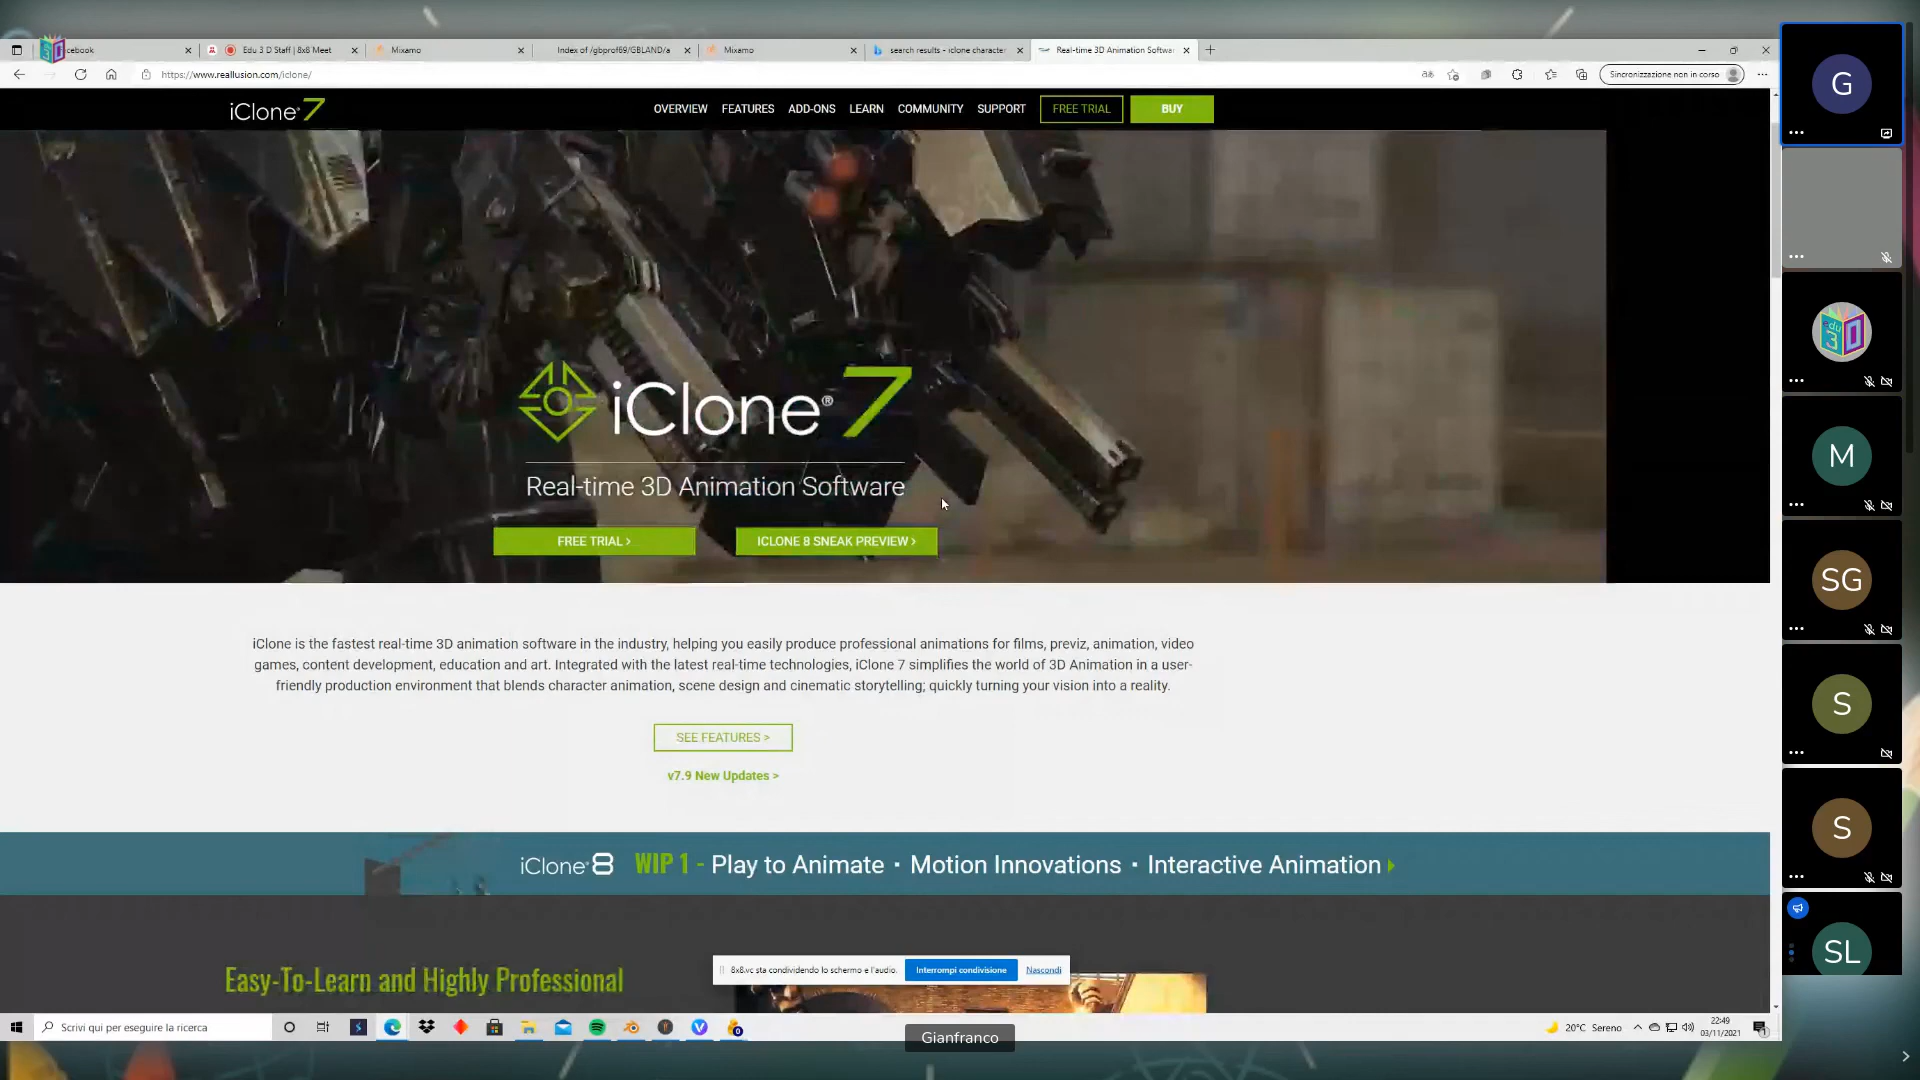 cebook
Edu 3 D Staff | 8x8 Meet
Mixamo
Index of /gbprof69/GBLAND/a
Mixamo
search results - iclone character
Real-time 3D Animation Softwa
https://www.reallusion.com/iclone/
Sincronizzazione non in corso
iClone 7
OVERVIEW
FEATURES
ADD-ONS
LEARN
COMMUNITY
SUPPORT
FREE TRIAL
BUY
iClone® 7
Real-time 3D Animation Software
FREE TRIAL >
ICLONE 8 SNEAK PREVIEW >
iClone is the fastest real-time 3D animation software in the industry, helping you easily produce professional animations for films, previz, animation, video
games, content development, education and art. Integrated with the latest real-time technologies, iClone 7 simplifies the world of 3D Animation in a user-
friendly production environment that blends character animation, scene design and cinematic storytelling; quickly turning your vision into a reality.
SEE FEATURES >
v7.9 New Updates >
iClone 8 WIP 1 - Play to Animate · Motion Innovations · Interactive Animation
Easy-To-Learn and Highly Professional
8x8.vc sta condividendo lo schermo e l'audio.
Interrompi condivisione
Nascondi
Scrivi qui per eseguire la ricerca
20°C Sereno
22:49
03/11/2021
Gianfranco
G
edu
3D
M
SG
S
S
SL